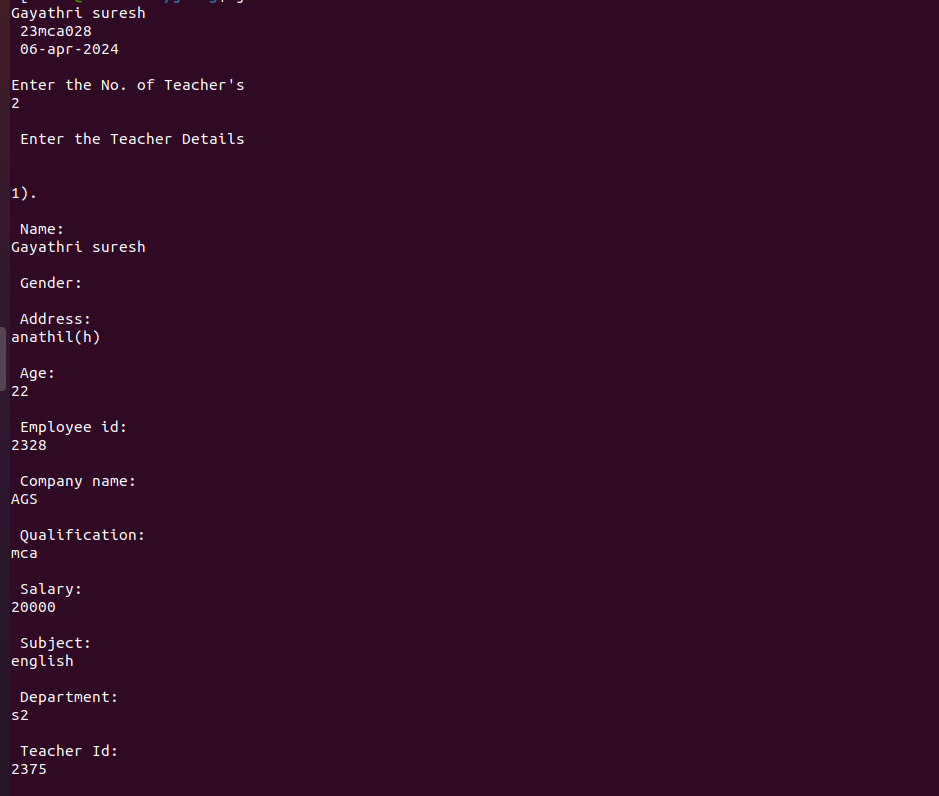 Gayathri suresh
23mca028
06-apr-2024
Enter the No. of Teacher's
2
Enter the Teacher Details
1).
Name:
Gayathri suresh
Gender:
Address:
anathil(h)
Age:
22
Employee id:
2328
Company name:
AGS
Qualification:
mca
Salary:
20000
Subject:
english
Department:
s2
Teacher Id:
2375